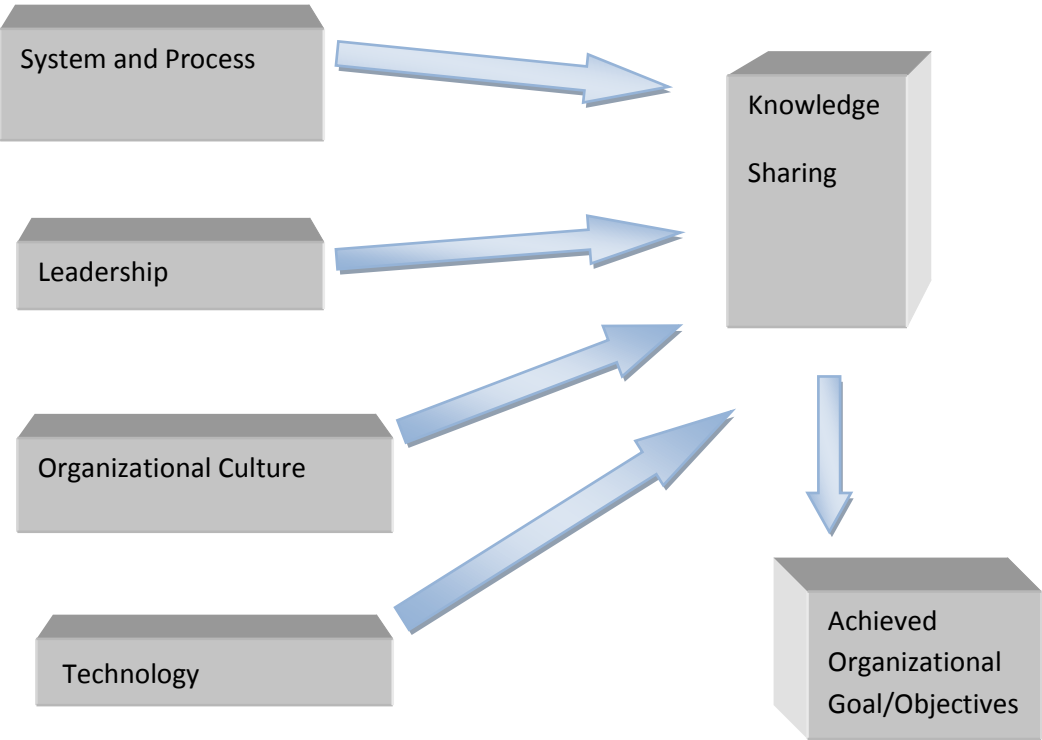 System and Process
Knowledge
Sharing
Leadership
Organizational Culture
Technology
Achieved
Organizational
Goal/Objectives